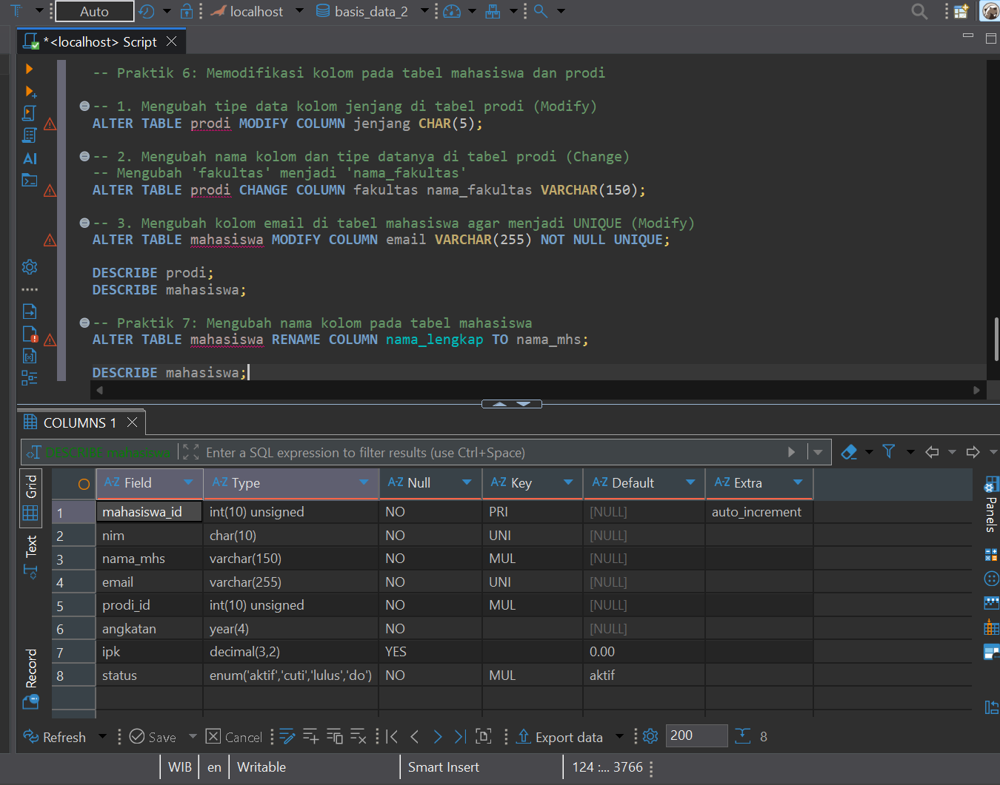 Auto
localhost
basis_data_2
*<localhost> Script
-- Praktik 6: Memodifikasi kolom pada tabel mahasiswa dan prodi
-- 1. Mengubah tipe data kolom jenjang di tabel prodi (Modify)
ALTER TABLE prodi MODIFY COLUMN jenjang CHAR(5);
-- 2. Mengubah nama kolom dan tipe datanya di tabel prodi (Change)
-- Mengubah 'fakultas' menjadi 'nama_fakultas'
ALTER TABLE prodi CHANGE COLUMN fakultas nama_fakultas VARCHAR(150);
-- 3. Mengubah kolom email di tabel mahasiswa agar menjadi UNIQUE (Modify)
ALTER TABLE mahasiswa MODIFY COLUMN email VARCHAR(255) NOT NULL UNIQUE;
DESCRIBE prodi;
DESCRIBE mahasiswa;
-- Praktik 7: Mengubah nama kolom pada tabel mahasiswa
ALTER TABLE mahasiswa RENAME COLUMN nama_lengkap TO nama_mhs;
DESCRIBE mahasiswa;
AI
COLUMNS 1
DESCRIBE mahasiswa
Enter a SQL expression to filter results (use Ctrl+Space)
Grid
Text
Record
Panels
A-Z Field A-Z Type A-Z Null A-Z Key A-Z Default A-Z Extra
1 mahasiswa_id int(10) unsigned NO PRI [NULL] auto_increment
2 nim char(10) NO UNI [NULL]
3 nama_mhs varchar(150) NO MUL [NULL]
4 email varchar(255) NO UNI [NULL]
5 prodi_id int(10) unsigned NO MUL [NULL]
6 angkatan year(4) NO [NULL]
7 ipk decimal(3,2) YES 0.00
8 status enum('aktif','cuti','lulus','do') NO MUL aktif
Refresh Save Cancel Export data 200 8
WIB en Writable Smart Insert 124 :... 3766